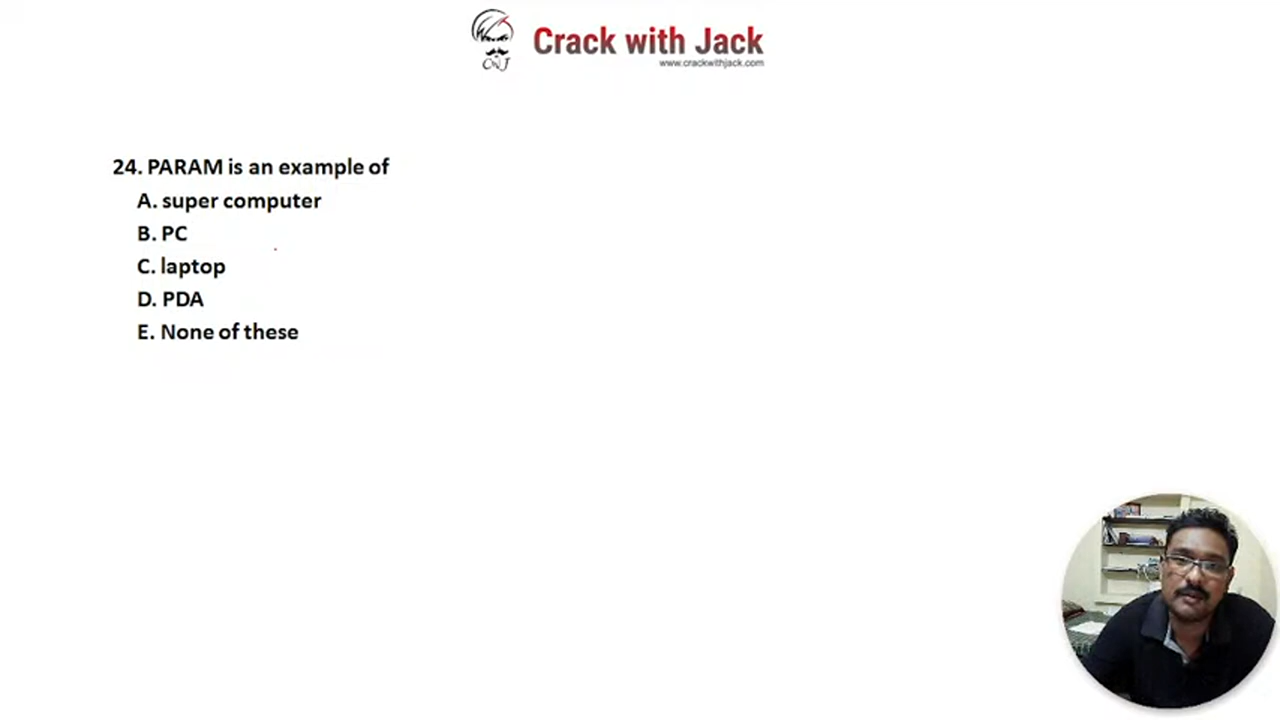 Crack with Jack
www.crackwithjack.com
24. PARAM is an example of
A. super computer
B. PC
C. laptop
D. PDA
E. None of these